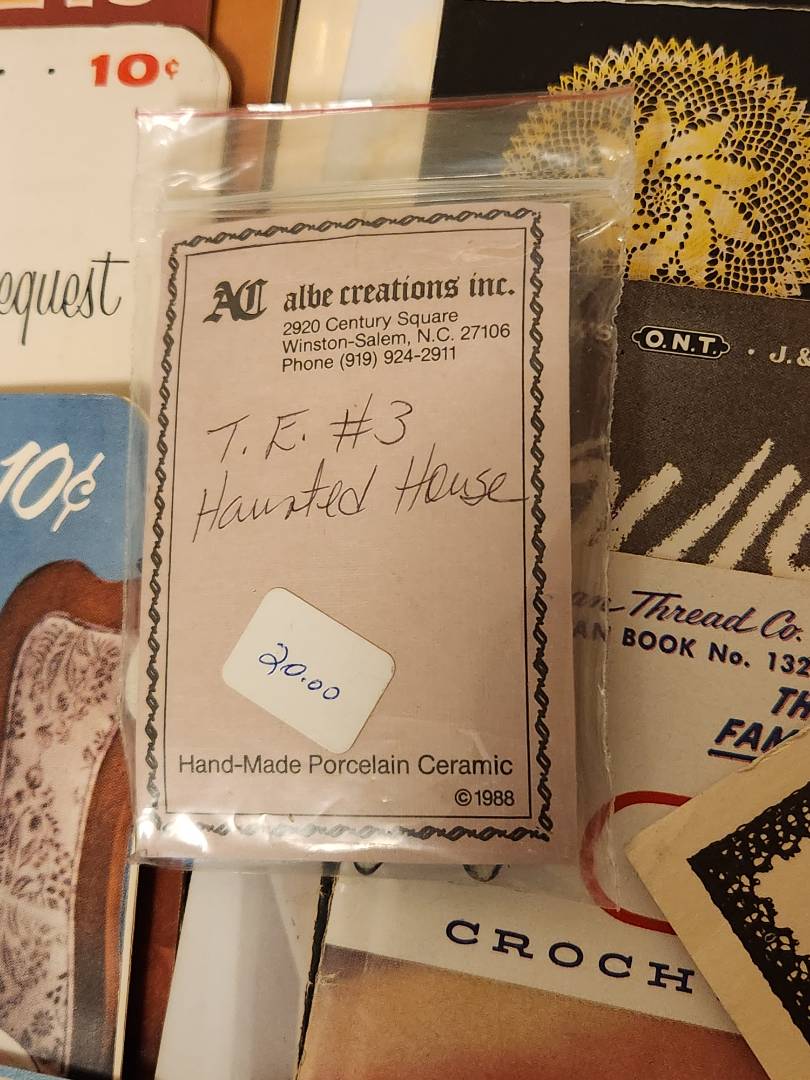 10¢
equest
10¢
AC albe creations inc.
2920 Century Square
Winston-Salem, N.C. 27106
Phone (919) 924-2911
T. E. #3
Haunted House
20.00
Hand-Made Porcelain Ceramic
©1988
O.N.T. · J.&
Thread Co.
BOOK No. 132
TH
FAM
CROCH